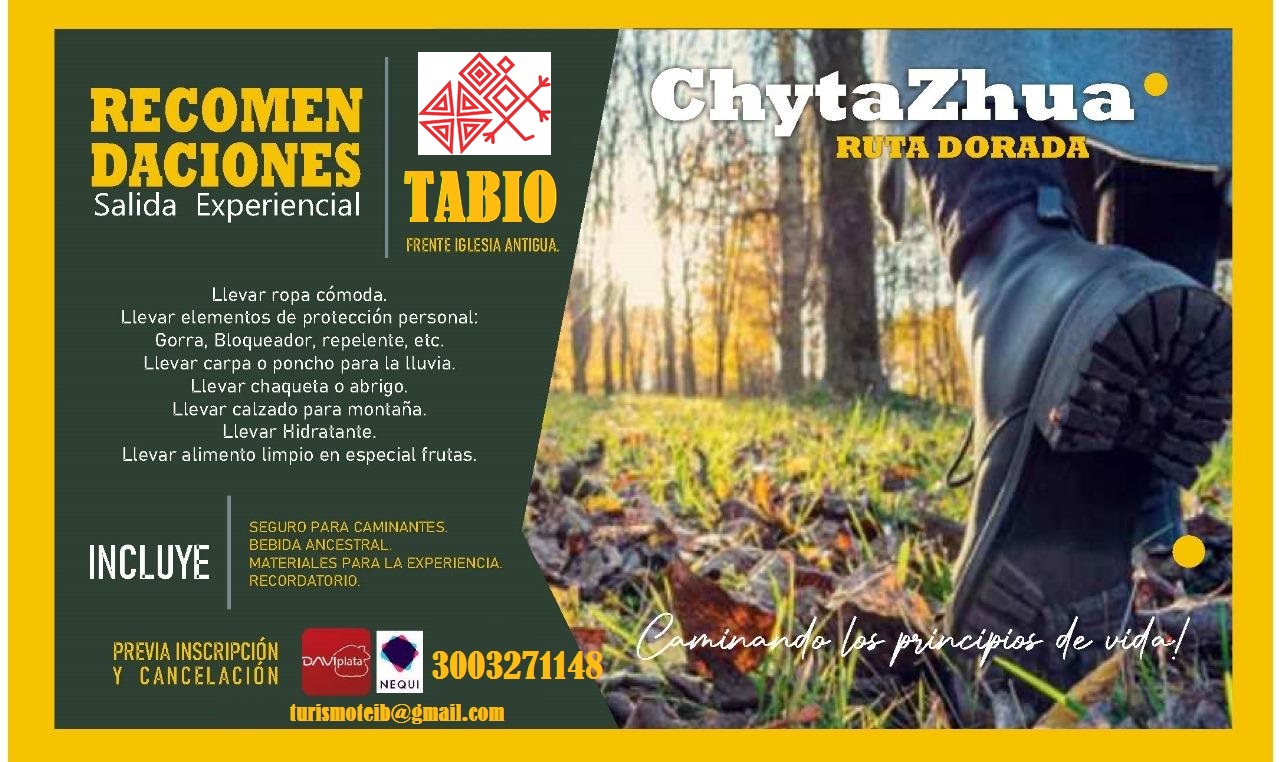 RECOMEN
DACIONES
Salida Experiencial
TABIO
FRENTE IGLESIA ANTIGUA.
ChytaZhua
RUTA DORADA
Llevar ropa cómoda.
Llevar elementos de protección personal:
Gorra, Bloqueador, repelente, etc.
Llevar carpa o poncho para la lluvia.
Llevar chaqueta o abrigo.
Llevar calzado para montaña.
Llevar Hidratante.
Llevar alimento limpio en especial frutas.
INCLUYE
SEGURO PARA CAMINANTES.
BEBIDA ANCESTRAL.
MATERIALES PARA LA EXPERIENCIA.
RECORDATORIO.
PREVIA INSCRIPCIÓN
Y CANCELACIÓN
DAVIplata
NEQUI
3003271148
turismoteib@gmail.com
Caminando los principios de vida!